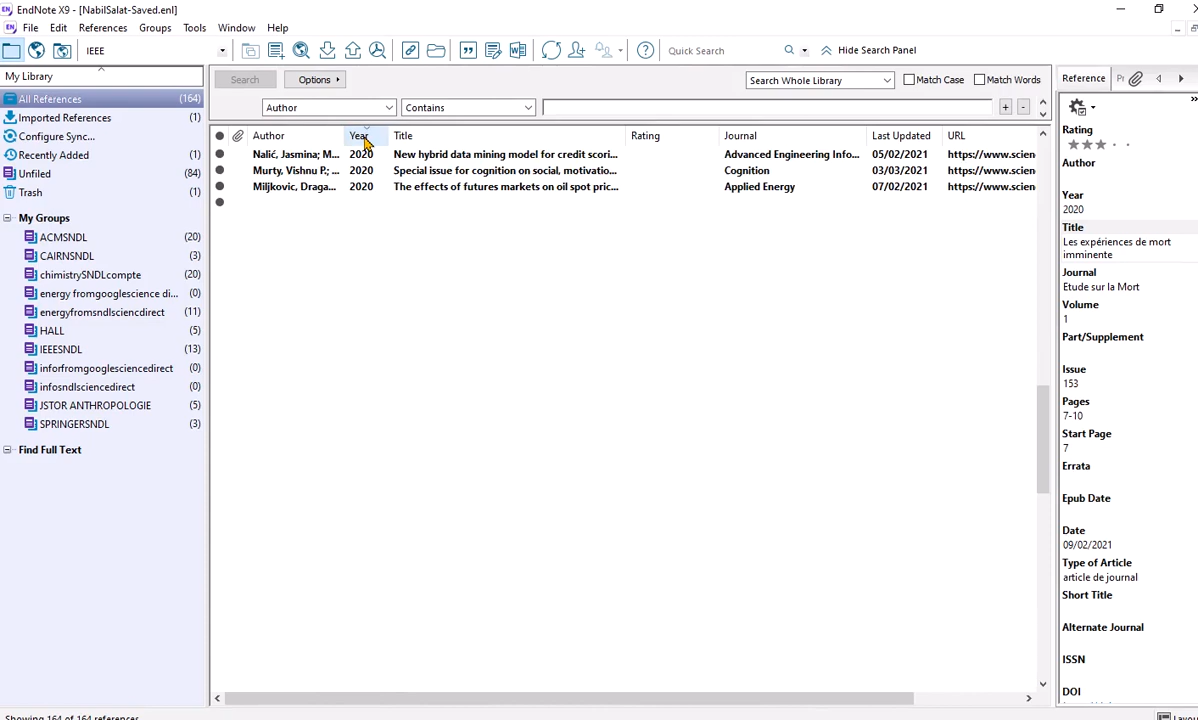 EndNote X9 - [NabilSalat-Saved.enl]
File Edit References Groups Tools Window Help
IEEE Quick Search Hide Search Panel
My Library
All References (164)
Imported References (1)
Configure Sync...
Recently Added (1)
Unfiled (84)
Trash (1)
My Groups
ACMSNDL (20)
CAIRNSNDL (3)
chimistrySNDLcompte (20)
energy fromgooglescience di... (0)
energyfromsndlsciencdirect (11)
HALL (5)
IEEESNDL (13)
inforfromgooglesciencedirect (0)
infosndlsciencedirect (0)
JSTOR ANTHROPOLOGIE (5)
SPRINGERSNDL (3)
Find Full Text
Search Options Search Whole Library Match Case Match Words
Author Contains + -
Author Year Title Rating Journal Last Updated URL
Nalić, Jasmina; M... 2020 New hybrid data mining model for credit scori... Advanced Engineering Info... 05/02/2021 https://www.scien
Murty, Vishnu P.; ... 2020 Special issue for cognition on social, motivatio... Cognition 03/03/2021 https://www.scien
Miljkovic, Draga... 2020 The effects of futures markets on oil spot pric... Applied Energy 07/02/2021 https://www.scien
Reference
Rating
Author
Year
2020
Title
Les expériences de mort
imminente
Journal
Etude sur la Mort
Volume
1
Part/Supplement
Issue
153
Pages
7-10
Start Page
7
Errata
Epub Date
Date
09/02/2021
Type of Article
article de journal
Short Title
Alternate Journal
ISSN
DOI
Showing 164 of 164 references.